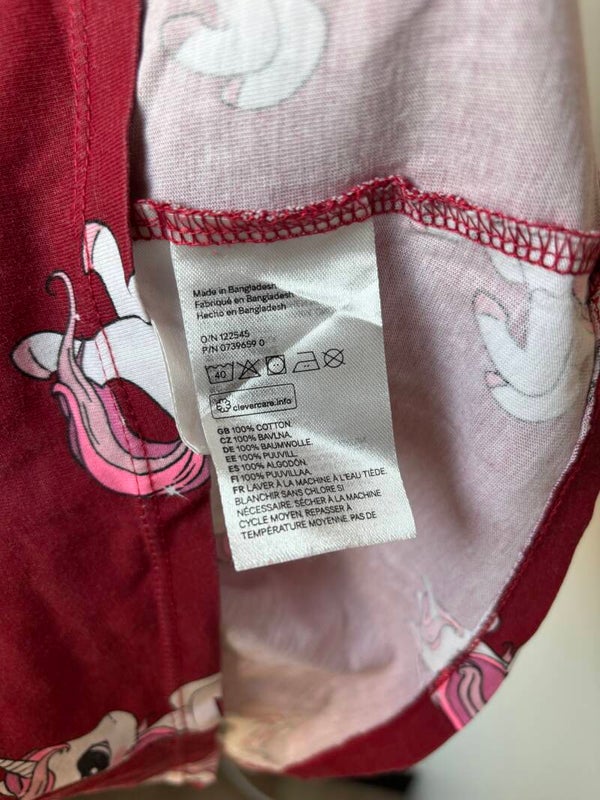 Made in Bangladesh
Fabriqué en Bangladesh
Hecho en Bangladesh
O/N 122545
P/N 0739659 0
40
clevercare.info
GB 100% COTTON.
CZ 100% BAVLNA.
DE 100% BAUMWOLLE.
EE 100% PUUVILL.
ES 100% ALGODÓN.
FI 100% PUUVILLAA.
FR LAVER À LA MACHINE À L'EAU TIÈDE.
BLANCHIR SANS CHLORE SI
NÉCESSAIRE. SÉCHER À LA MACHINE
CYCLE MOYEN. REPASSER À
TEMPÉRATURE MOYENNE PAS DE